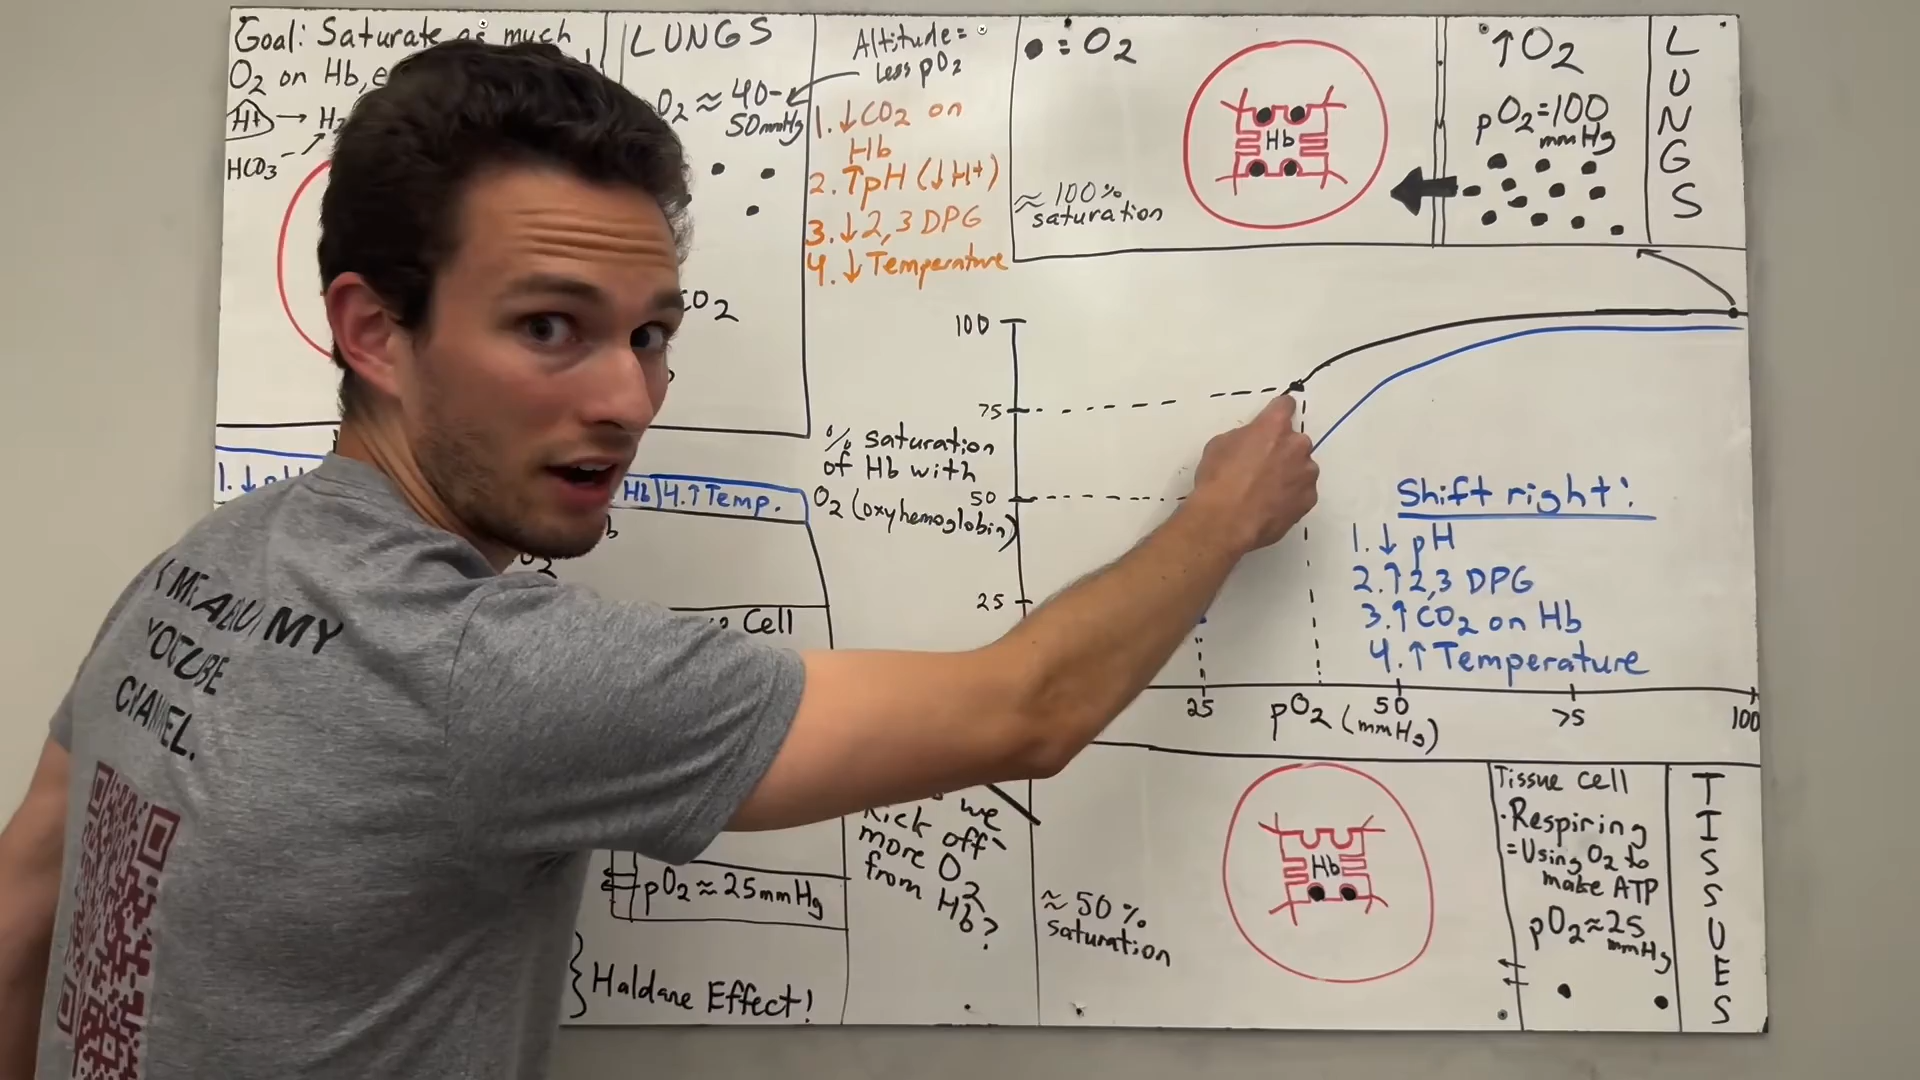 Goal: Saturate as much
O2 on Hb, e
H+ → H2
HCO3-
LUNGS
O2 ≈ 40-
50mmHg
CO2
Altitude =
Less pO2
1. ↓CO2 on
Hb
2. ↑pH (↓H+)
3. ↓2,3 DPG
4. ↓ Temperature
● = O2
≈ 100%
saturation
Hb
↑O2
pO2=100
mmHg
LUNGS
100
75
50
25
% saturation
of Hb with
O2 (oxyhemoglobin)
25
50
75
100
pO2 (mmHg)
Shift right:
1. ↓ pH
2. ↑2,3 DPG
3. ↑CO2 on Hb
4. ↑Temperature
1. ↓
Hb) 4. ↑Temp.
b
O2
Cell
pO2≈25mmHg
} Haldane Effect!
we
kick off
more O2
from Hb?
≈ 50%
saturation
Hb
Tissue Cell
·Respiring
=Using O2 to
make ATP
pO2≈25
mmHg
TISSUES
MY
YOUTUBE
CHANNEL.